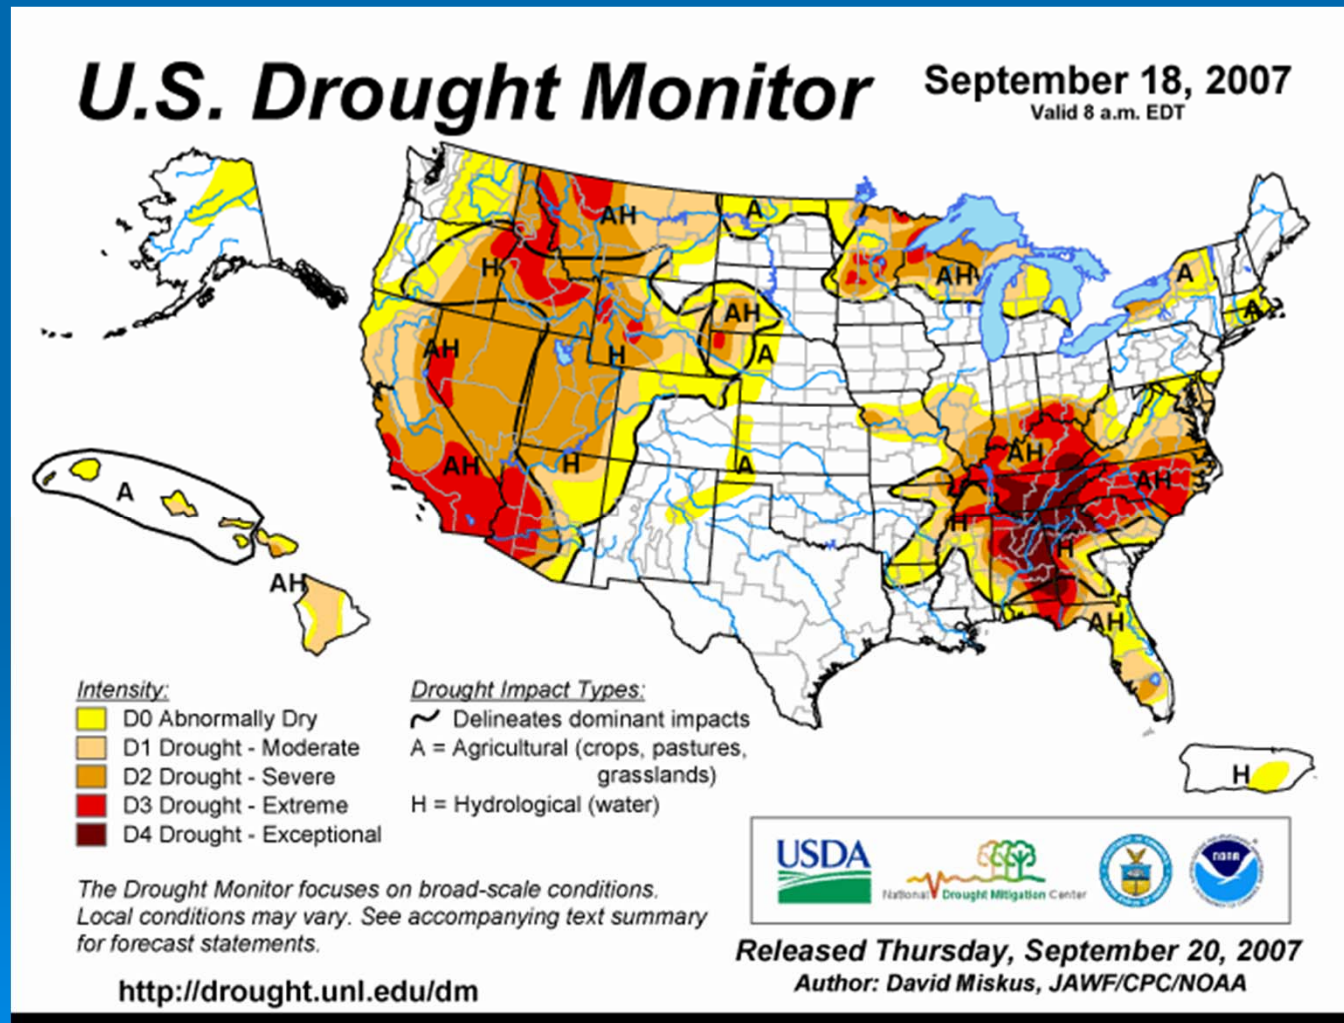 U.S. Drought Monitor
September 18, 2007
Valid 8 a.m. EDT
AH
A
H
AH
A
A
AH
AH
A
H
AH
AH
AH
H
A
AH
A
H
H
AH
AH
Intensity:
D0 Abnormally Dry
D1 Drought - Moderate
D2 Drought - Severe
D3 Drought - Extreme
D4 Drought - Exceptional
Drought Impact Types:
Delineates dominant impacts
A = Agricultural (crops, pastures,
grasslands)
H = Hydrological (water)
H
USDA
National Drought Mitigation Center
NOAA
The Drought Monitor focuses on broad-scale conditions.
Local conditions may vary. See accompanying text summary
for forecast statements.
http://drought.unl.edu/dm
Released Thursday, September 20, 2007
Author: David Miskus, JAWF/CPC/NOAA